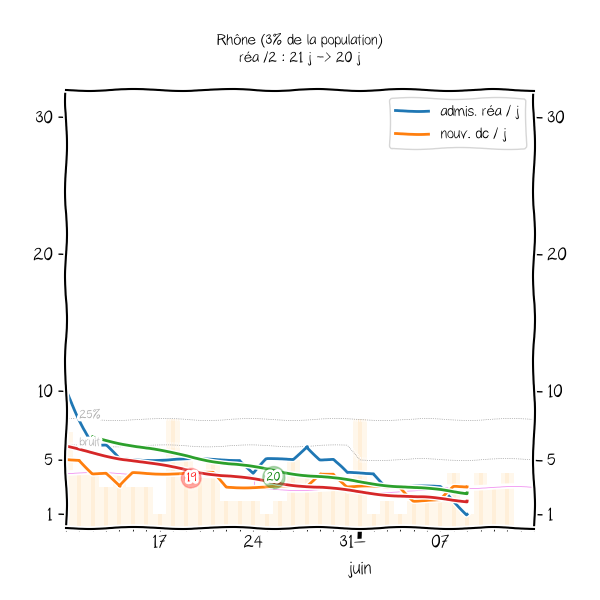 Rhône (3% de la population)
réa /2 : 21 j -> 20 j
admis. réa / j
nouv. dc / j
30
30
20
20
10
10
25%
bruit
5
5
19
20
1
1
17
24
31
07
juin